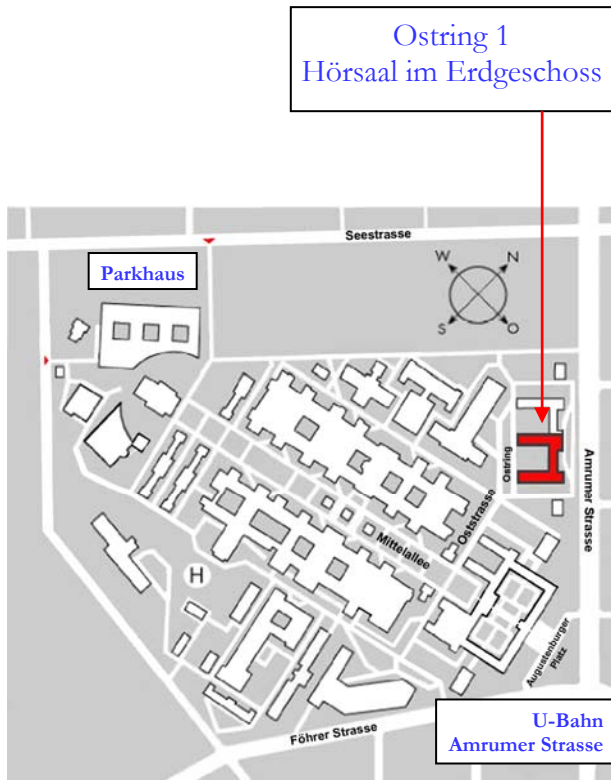 Ostring 1
Hörsaal im Erdgeschoss
Seestrasse
Parkhaus
W
N
S
O
Ostring
Amrumer Strasse
Oststrasse
Mittelallee
H
Augustenburger
Platz
Föhrer Strasse
U-Bahn
Amrumer Strasse